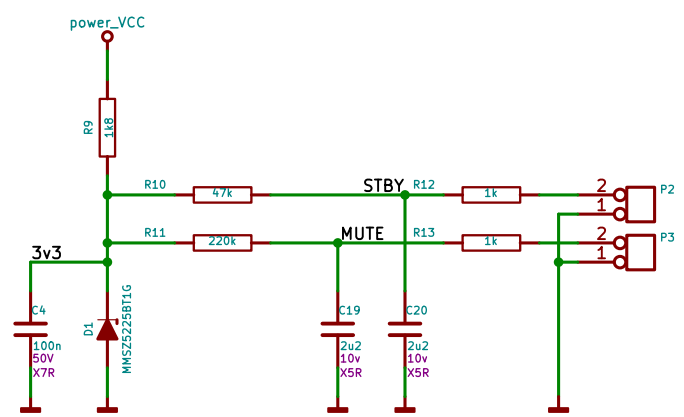 power_VCC
R9
1k8
R10
47k
STBY
R12
1k
2
1
P2
R11
220k
MUTE
R13
1k
2
1
P3
3v3
C4
100n
50V
X7R
D1
MMSZ5225BT1G
C19
2u2
10v
X5R
C20
2u2
10v
X5R